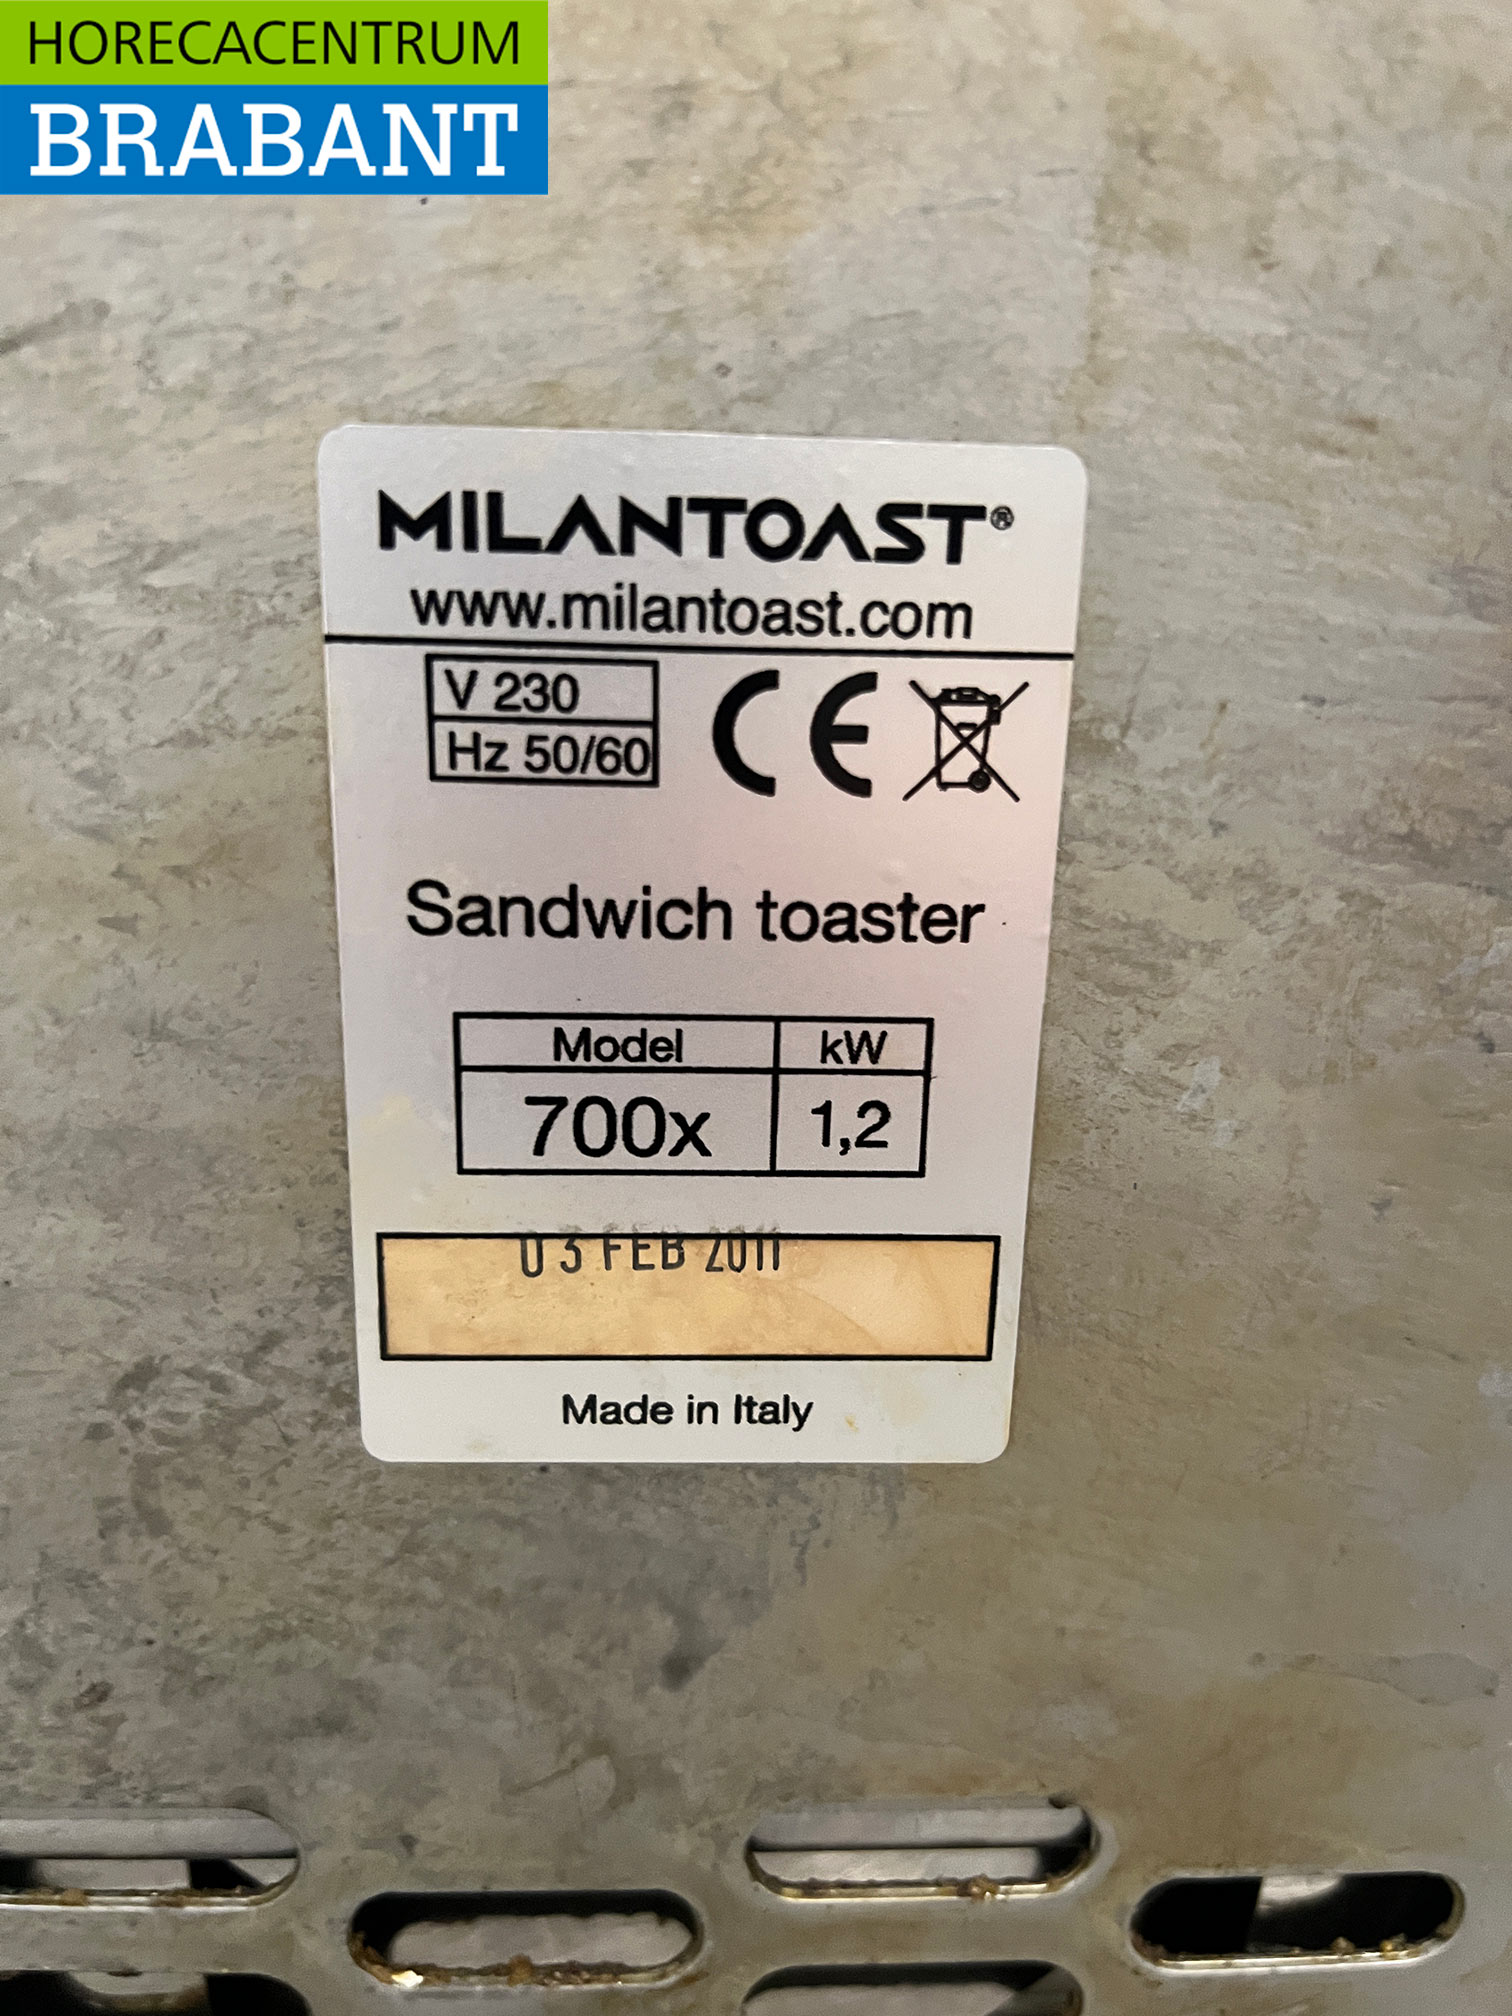 HORECACENTRUM
BRABANT
MILANTOAST®
www.milantoast.com
V 230
Hz 50/60
CE
Sandwich toaster
Model kW
700x 1,2
03 FEB 2011
Made in Italy